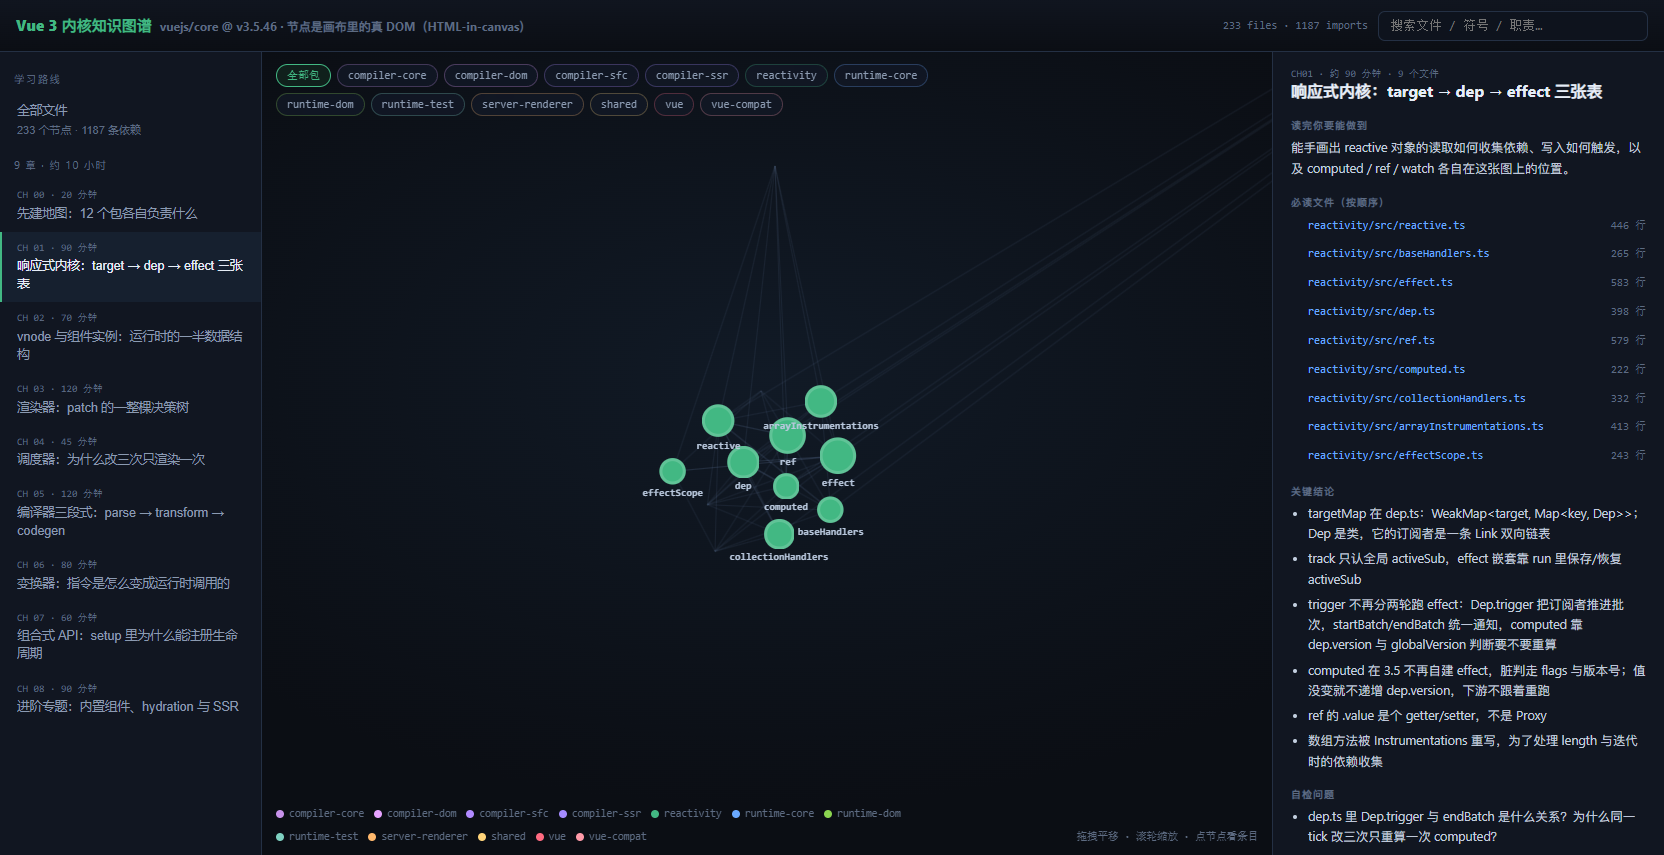 Vue 3 内核知识图谱 vuejs/core @ v3.5.46 · 节点是画布里的真 DOM（HTML-in-canvas）
233 files · 1187 imports
搜索文件 / 符号 / 职责…
学习路线
全部文件
233 个节点 · 1187 条依赖
9 章 · 约 10 小时
CH 00 · 20 分钟
先建地图：12 个包各自负责什么
CH 01 · 90 分钟
响应式内核：target → dep → effect 三张
表
CH 02 · 70 分钟
vnode 与组件实例：运行时的一半数据结
构
CH 03 · 120 分钟
渲染器：patch 的一整棵决策树
CH 04 · 45 分钟
调度器：为什么改三次只渲染一次
CH 05 · 120 分钟
编译器三段式：parse → transform →
codegen
CH 06 · 80 分钟
变换器：指令是怎么变成运行时调用的
CH 07 · 60 分钟
组合式 API：setup 里为什么能注册生命
周期
CH 08 · 90 分钟
进阶专题：内置组件、hydration 与 SSR
全部包 compiler-core compiler-dom compiler-sfc compiler-ssr reactivity runtime-core
runtime-dom runtime-test server-renderer shared vue vue-compat
arrayInstrumentations
reactive
ref
effectScope
dep
effect
computed
baseHandlers
collectionHandlers
compiler-core compiler-dom compiler-sfc compiler-ssr reactivity runtime-core runtime-dom
runtime-test server-renderer shared vue vue-compat
拖拽平移 · 滚轮缩放 · 点节点看条目
CH01 · 约 90 分钟 · 9 个文件
响应式内核：target → dep → effect 三张表
读完你要能做到
能手画出 reactive 对象的读取如何收集依赖、写入如何触发，以
及 computed / ref / watch 各自在这张图上的位置。
必读文件（按顺序）
reactivity/src/reactive.ts 446 行
reactivity/src/baseHandlers.ts 265 行
reactivity/src/effect.ts 583 行
reactivity/src/dep.ts 398 行
reactivity/src/ref.ts 579 行
reactivity/src/computed.ts 222 行
reactivity/src/collectionHandlers.ts 332 行
reactivity/src/arrayInstrumentations.ts 413 行
reactivity/src/effectScope.ts 243 行
关键结论
• targetMap 在 dep.ts：WeakMap<target, Map<key, Dep>>；
Dep 是类，它的订阅者是一条 Link 双向链表
• track 只认全局 activeSub，effect 嵌套靠 run 里保存/恢复
activeSub
• trigger 不再分两轮跑 effect：Dep.trigger 把订阅者推进批
次，startBatch/endBatch 统一通知，computed 靠
dep.version 与 globalVersion 判断要不要重算
• computed 在 3.5 不再自建 effect，脏判走 flags 与版本号；值
没变就不递增 dep.version，下游不跟着重跑
• ref 的 .value 是个 getter/setter，不是 Proxy
• 数组方法被 Instrumentations 重写，为了处理 length 与迭代
时的依赖收集
自检问题
• dep.ts 里 Dep.trigger 与 endBatch 是什么关系？为什么同一
tick 改三次只重算一次 computed？